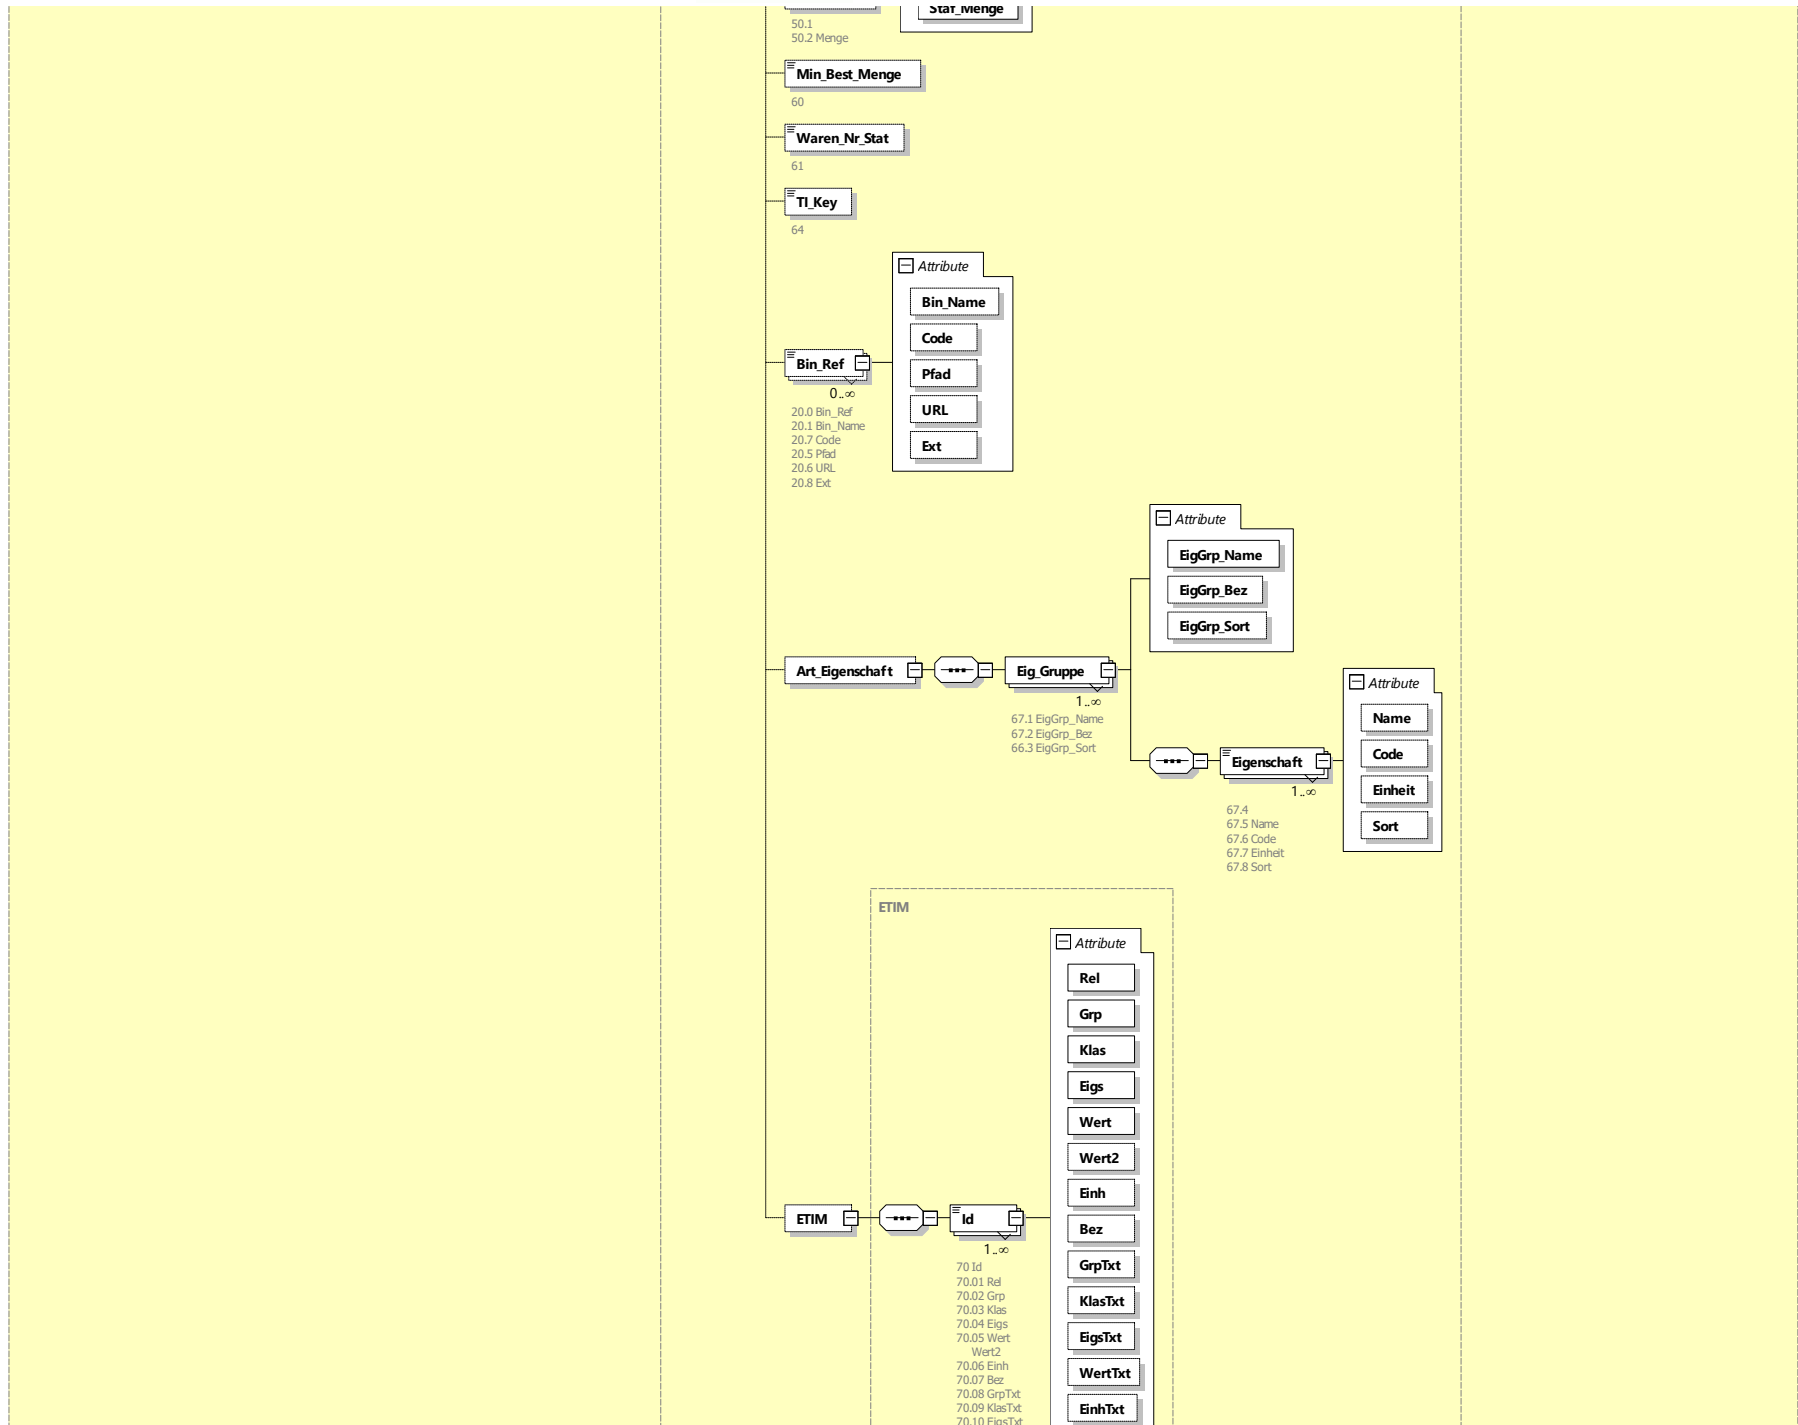 Staf_Menge
50.1
50.2 Menge
Min_Best_Menge
60
Waren_Nr_Stat
61
TI_Key
64
Attribute
Bin_Name
Code
Pfad
URL
Ext
Bin_Ref
0..∞
20.0 Bin_Ref
20.1 Bin_Name
20.7 Code
20.5 Pfad
20.6 URL
20.8 Ext
Attribute
EigGrp_Name
EigGrp_Bez
EigGrp_Sort
Art_Eigenschaft
Eig_Gruppe
1..∞
67.1 EigGrp_Name
67.2 EigGrp_Bez
66.3 EigGrp_Sort
Attribute
Name
Code
Einheit
Sort
Eigenschaft
1..∞
67.4
67.5 Name
67.6 Code
67.7 Einheit
67.8 Sort
ETIM
Attribute
Rel
Grp
Klas
Eigs
Wert
Wert2
Einh
Bez
GrpTxt
KlasTxt
EigsTxt
WertTxt
EinhTxt
ETIM
Id
1..∞
70 Id
70.01 Rel
70.02 Grp
70.03 Klas
70.04 Eigs
70.05 Wert
Wert2
70.06 Einh
70.07 Bez
70.08 GrpTxt
70.09 KlasTxt
70.10 EigsTxt